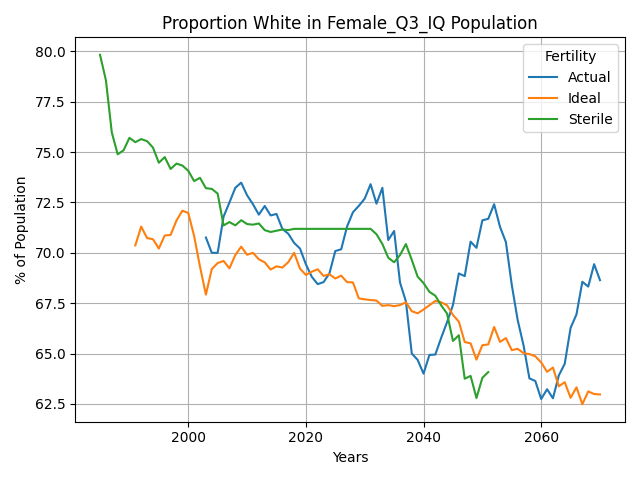 Proportion White in Female_Q3_IQ Population
Fertility
Actual
Ideal
Sterile
% of Population
80.0
77.5
75.0
72.5
70.0
67.5
65.0
62.5
2000
2020
2040
2060
Years